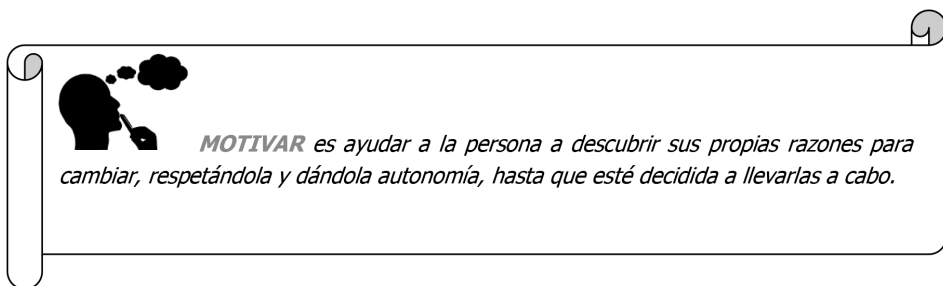 MOTIVAR es ayudar a la persona a descubrir sus propias razones para
cambiar, respetándola y dándola autonomía, hasta que esté decidida a llevarlas a cabo.